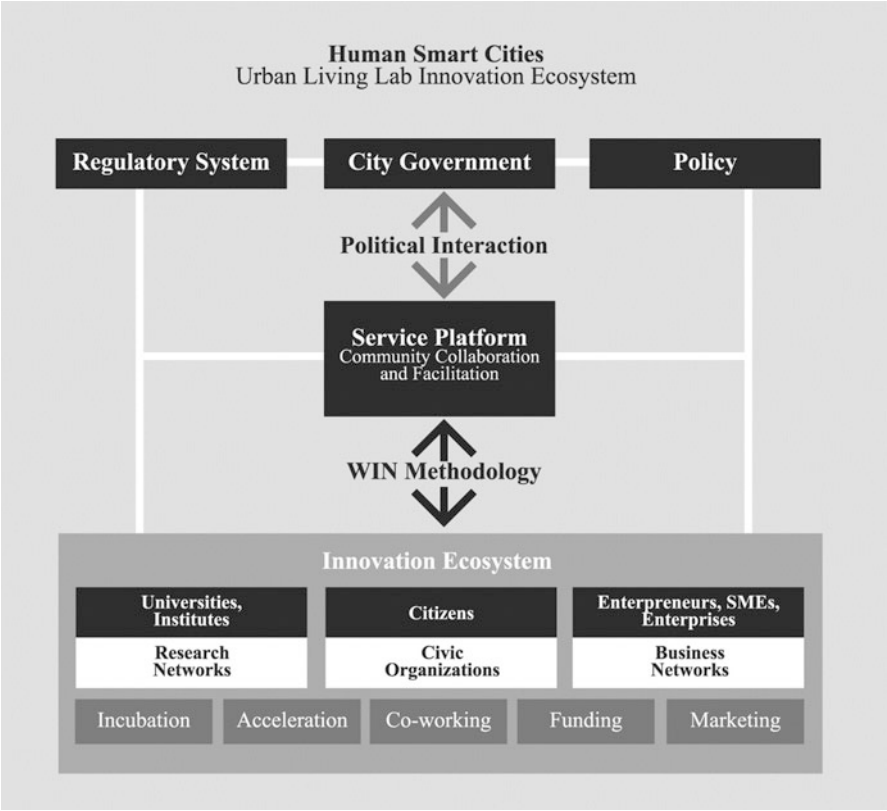 Human Smart Cities
Urban Living Lab Innovation Ecosystem
Regulatory System
City Government
Policy
Political Interaction
Service Platform
Community Collaboration
and Facilitation
WIN Methodology
Innovation Ecosystem
Universities,
Institutes
Research
Networks
Citizens
Civic
Organizations
Enterpreneurs, SMEs,
Enterprises
Business
Networks
Incubation
Acceleration
Co-working
Funding
Marketing